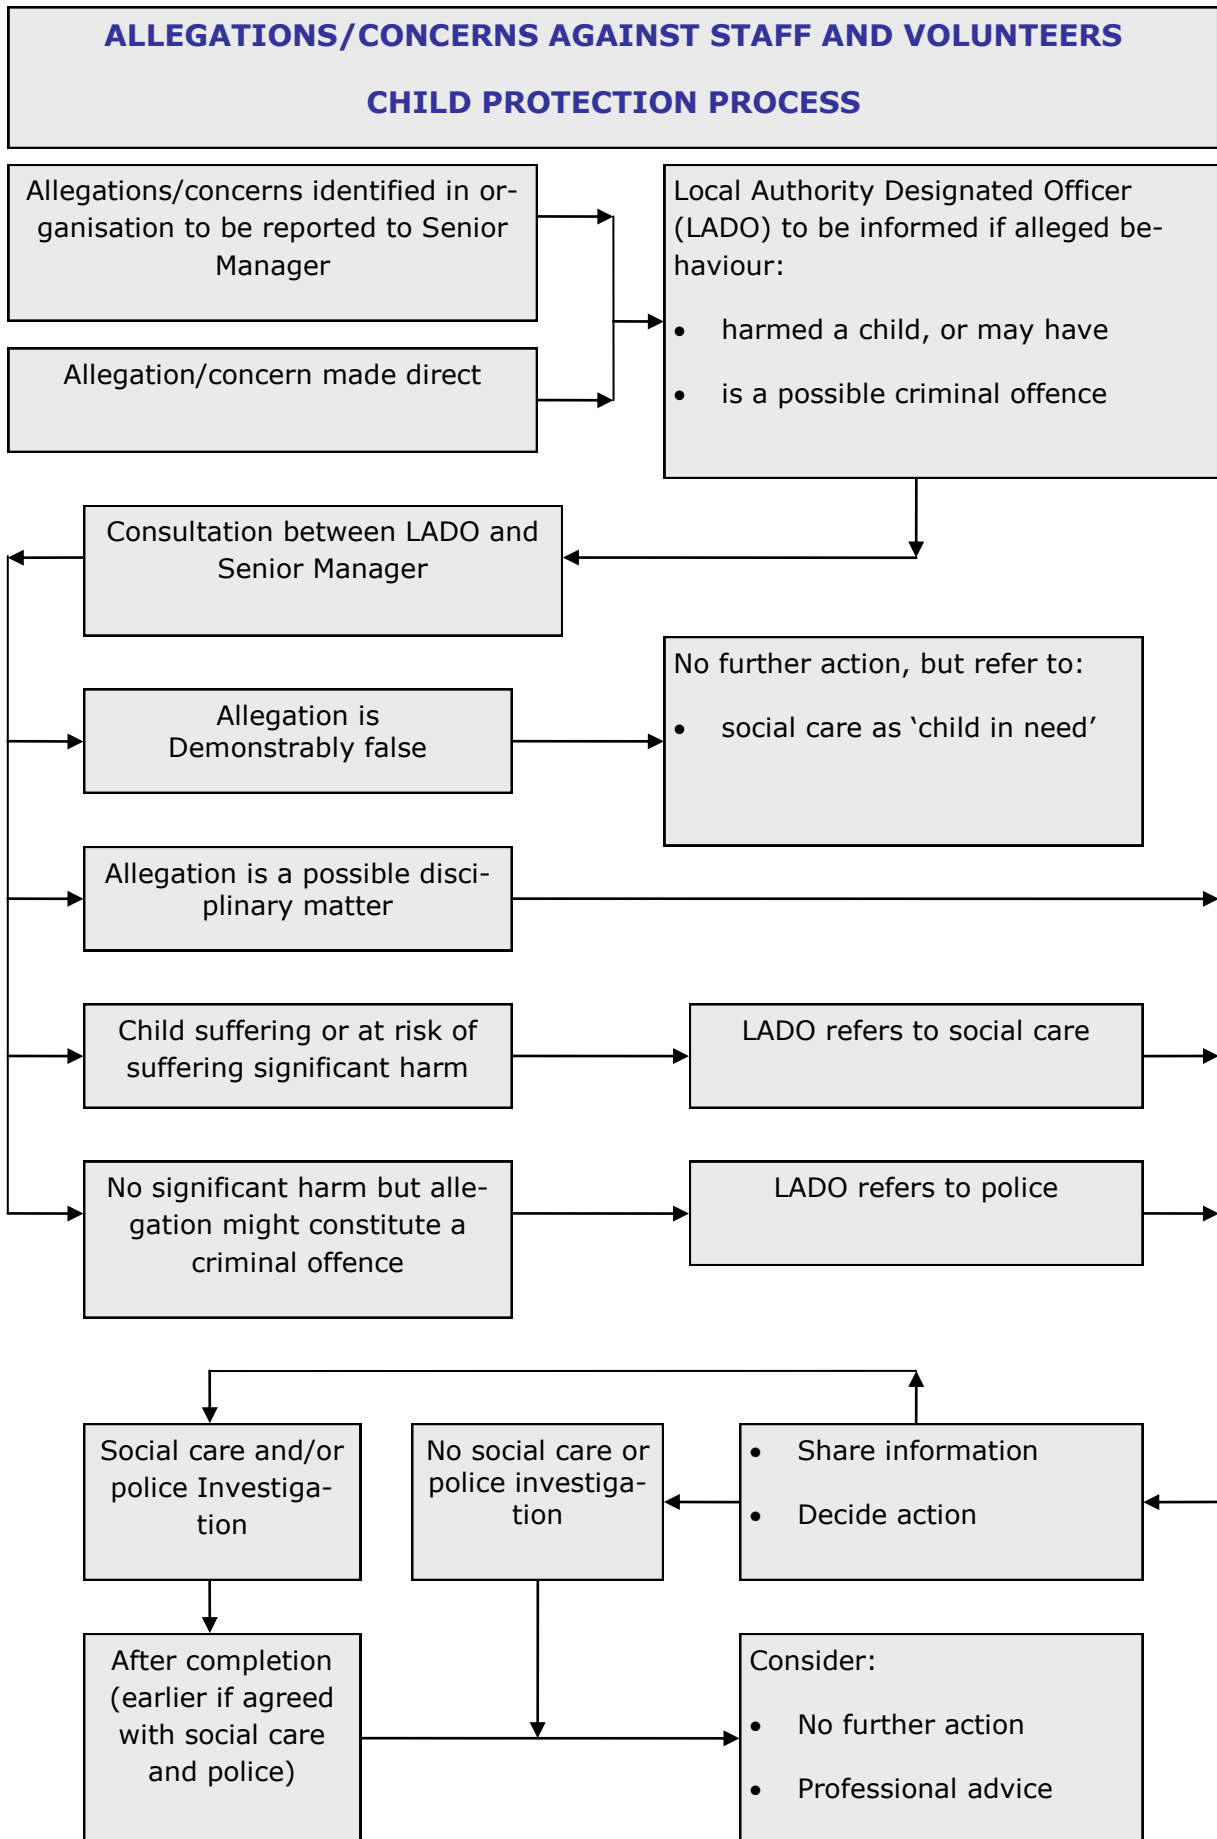 ALLEGATIONS/CONCERNS AGAINST STAFF AND VOLUNTEERS
CHILD PROTECTION PROCESS
Allegations/concerns identified in or-
ganisation to be reported to Senior
Manager
Allegation/concern made direct
Local Authority Designated Officer
(LADO) to be informed if alleged be-
haviour:
• harmed a child, or may have
• is a possible criminal offence
Consultation between LADO and
Senior Manager
Allegation is
Demonstrably false
No further action, but refer to:
• social care as ‘child in need’
Allegation is a possible disci-
plinary matter
Child suffering or at risk of
suffering significant harm
LADO refers to social care
No significant harm but alle-
gation might constitute a
criminal offence
LADO refers to police
Social care and/or
police Investiga-
tion
No social care or
police investiga-
tion
• Share information
• Decide action
After completion
(earlier if agreed
with social care
and police)
Consider:
• No further action
• Professional advice